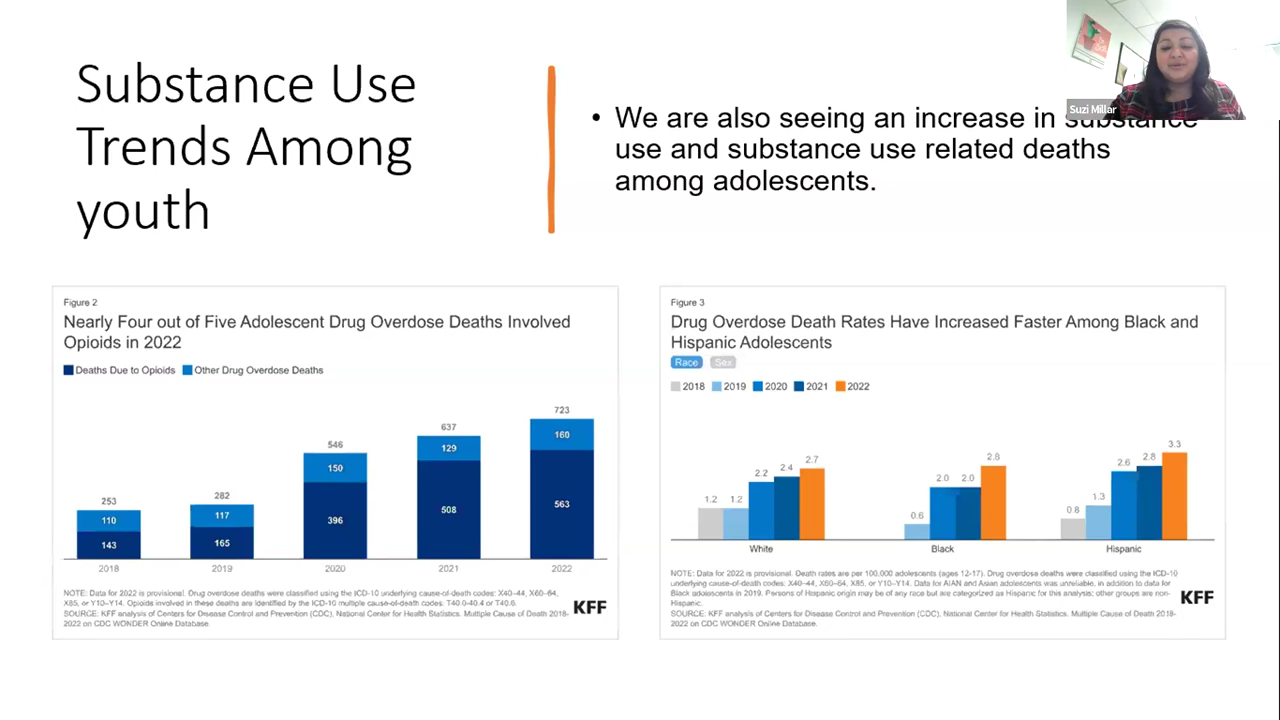 Substance Use
Trends Among
youth
• We are also seeing an increase in substance
use and substance use related deaths
among adolescents.
Suzi Millar
Figure 2
Nearly Four out of Five Adolescent Drug Overdose Deaths Involved
Opioids in 2022
Deaths Due to Opioids Other Drug Overdose Deaths
253
110
143
282
117
165
546
150
396
637
129
508
723
160
563
2018 2019 2020 2021 2022
NOTE: Data for 2022 is provisional. Drug overdose deaths were classified using the ICD-10 underlying cause-of-death codes: X40–44, X60–64,
X85, or Y10–Y14. Opioids involved in these deaths are identified by the ICD-10 multiple cause-of-death codes: T40.0-40.4 or T40.6.
SOURCE: KFF analysis of Centers for Disease Control and Prevention (CDC), National Center for Health Statistics. Multiple Cause of Death 2018-
2022 on CDC WONDER Online Database.
KFF
Figure 3
Drug Overdose Death Rates Have Increased Faster Among Black and
Hispanic Adolescents
Race Sex
2018 2019 2020 2021 2022
1.2 1.2 2.2 2.4 2.7
0.6 2.0 2.0 2.8
0.8 1.3 2.6 2.8 3.3
White Black Hispanic
NOTE: Data for 2022 is provisional. Death rates are per 100,000 adolescents (ages 12-17). Drug overdose deaths were classified using the ICD-10
underlying cause-of-death codes: X40–44, X60–64, X85, or Y10–Y14. Data for AIAN and Asian adolescents was unreliable, in addition to data for
Black adolescents in 2019. Persons of Hispanic origin may be of any race but are categorized as Hispanic for this analysis; other groups are non-
Hispanic.
SOURCE: KFF analysis of Centers for Disease Control and Prevention (CDC), National Center for Health Statistics. Multiple Cause of Death 2018-
2022 on CDC WONDER Online Database.
KFF